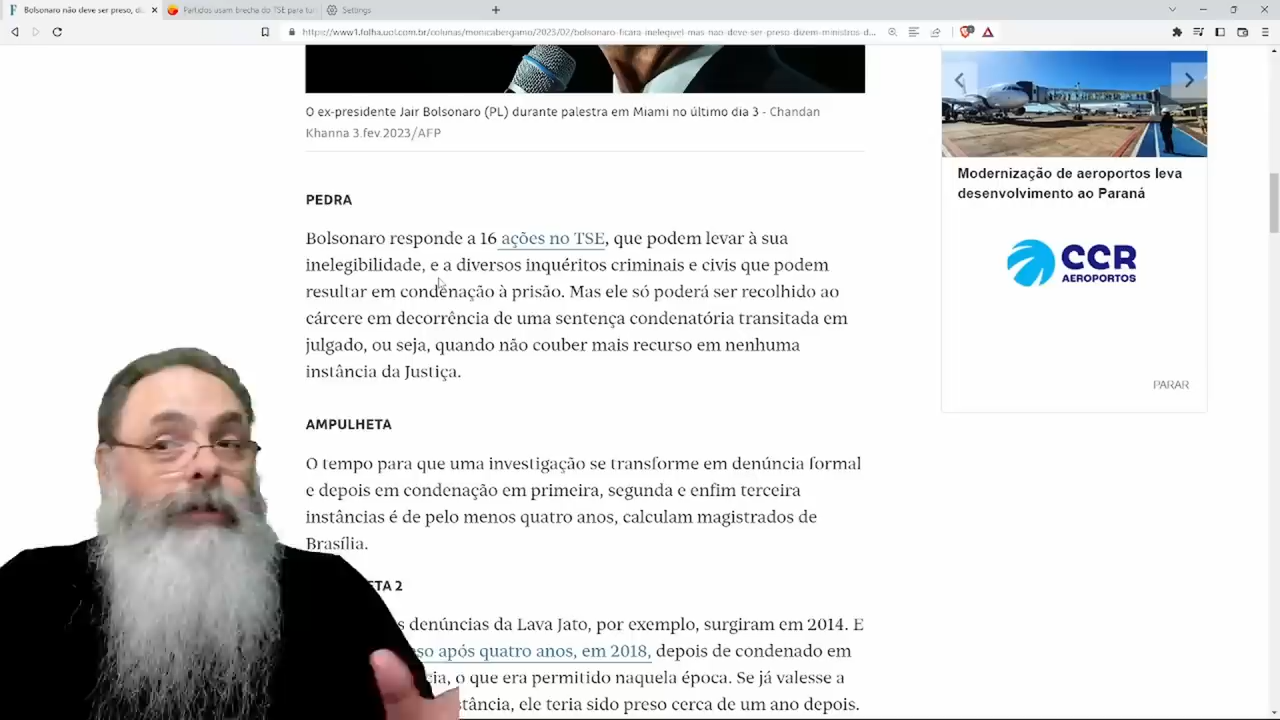 Bolsonaro não deve ser preso, di
Partidos usam brecha do TSE para tur
Settings
https://www1.folha.uol.com.br/colunas/monicabergamo/2023/02/bolsonaro-ficara-inelegivel-mas-nao-deve-ser-preso-dizem-ministros-d...
O ex-presidente Jair Bolsonaro (PL) durante palestra em Miami no último dia 3 - Chandan
Khanna 3.fev.2023/AFP
PEDRA
Bolsonaro responde a 16 ações no TSE, que podem levar à sua
inelegibilidade, e a diversos inquéritos criminais e civis que podem
resultar em condenação à prisão. Mas ele só poderá ser recolhido ao
cárcere em decorrência de uma sentença condenatória transitada em
julgado, ou seja, quando não couber mais recurso em nenhuma
instância da Justiça.
AMPULHETA
O tempo para que uma investigação se transforme em denúncia formal
e depois em condenação em primeira, segunda e enfim terceira
instâncias é de pelo menos quatro anos, calculam magistrados de
Brasília.
TA 2
s denúncias da Lava Jato, por exemplo, surgiram em 2014. E
so após quatro anos, em 2018, depois de condenado em
cia, o que era permitido naquela época. Se já valesse a
stância, ele teria sido preso cerca de um ano depois.
Modernização de aeroportos leva
desenvolvimento ao Paraná
CCR
AEROPORTOS
PARAR